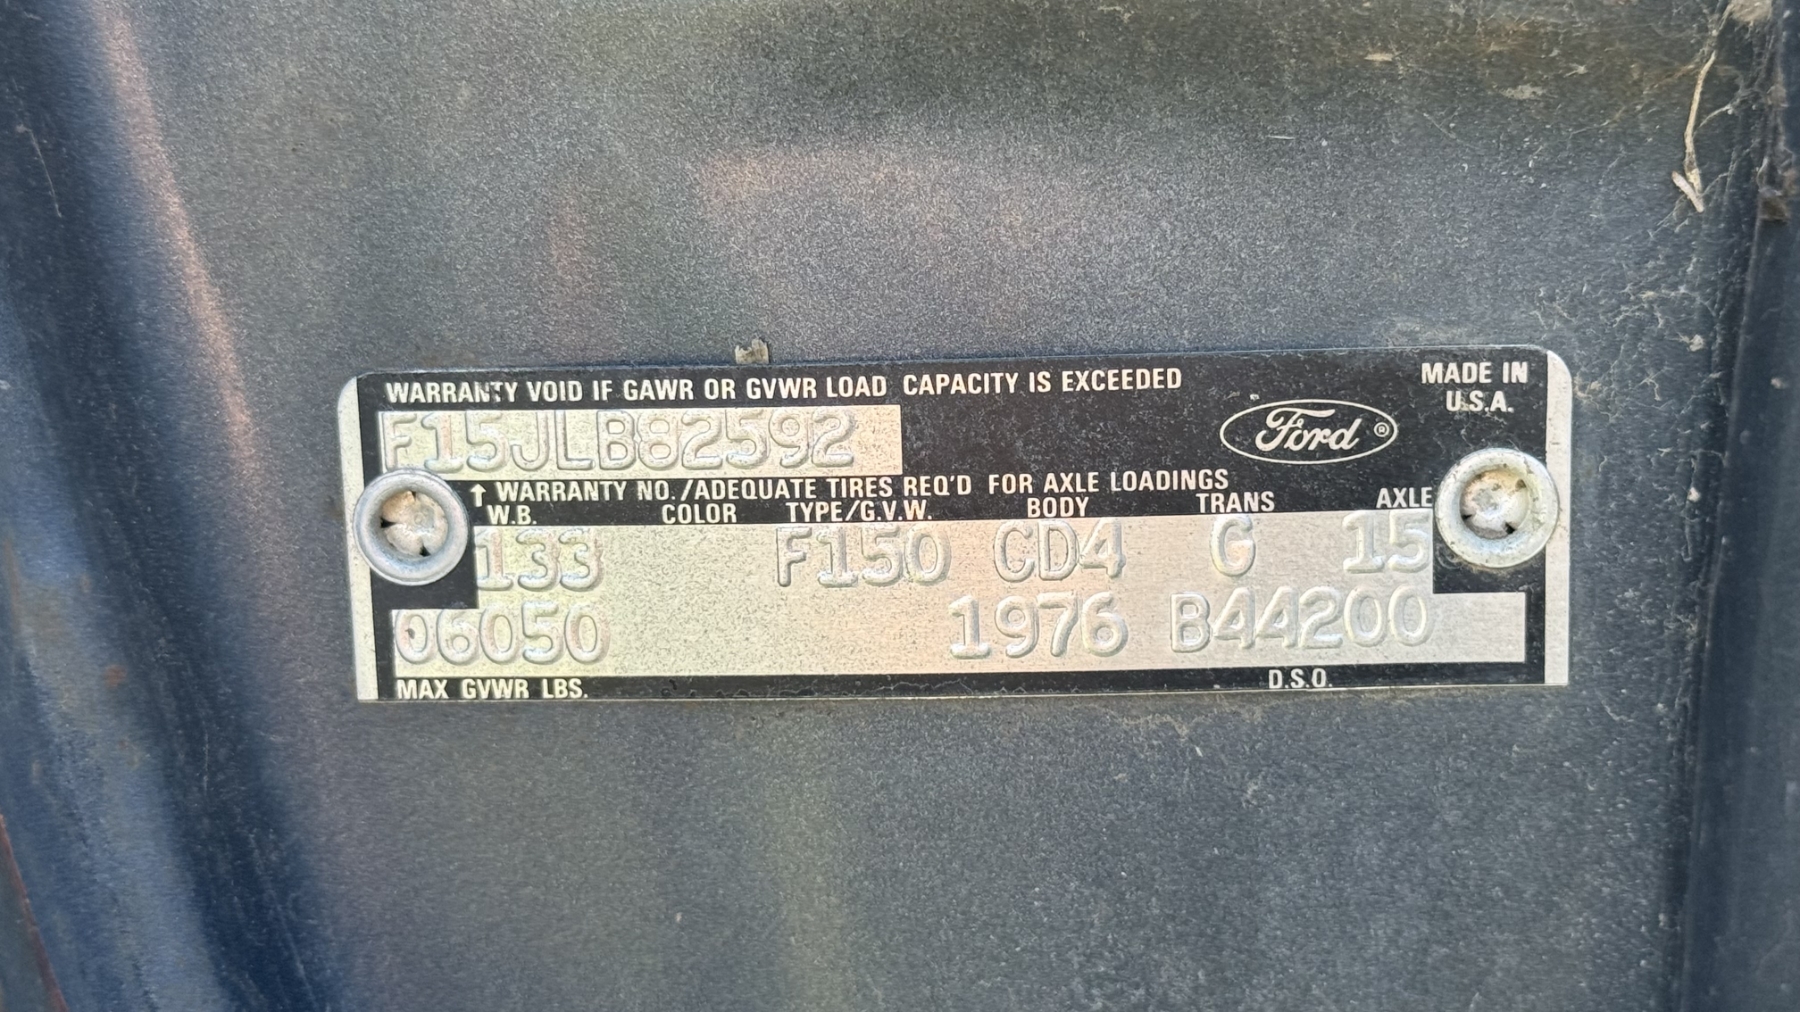 WARRANTY VOID IF GAWR OR GVWR LOAD CAPACITY IS EXCEEDED
MADE IN
U.S.A.
F15JLB82592
Ford ®
↑ WARRANTY NO./ADEQUATE TIRES REQ'D FOR AXLE LOADINGS
W.B. COLOR TYPE/G.V.W. BODY TRANS AXLE
133 F150 CD4 G 15
06050 1976 B44200
MAX GVWR LBS. D.S.O.